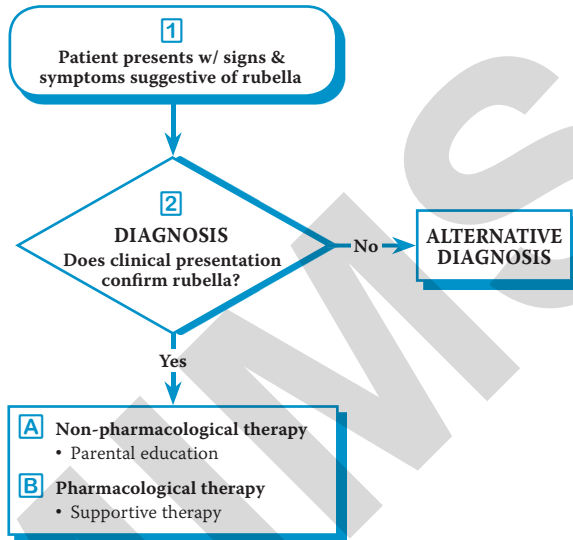 1
Patient presents w/ signs &
symptoms suggestive of rubella
2
DIAGNOSIS
Does clinical presentation
confirm rubella?
No
ALTERNATIVE
DIAGNOSIS
Yes
A Non-pharmacological therapy
• Parental education
B Pharmacological therapy
• Supportive therapy
MIMS